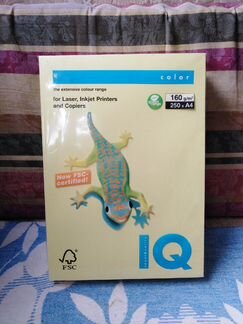 color
the extensive colour range
for Laser, Inkjet Printers
and Copiers
160 g/m²
250 x A4
Now FSC-
certified!
IQ
FSC